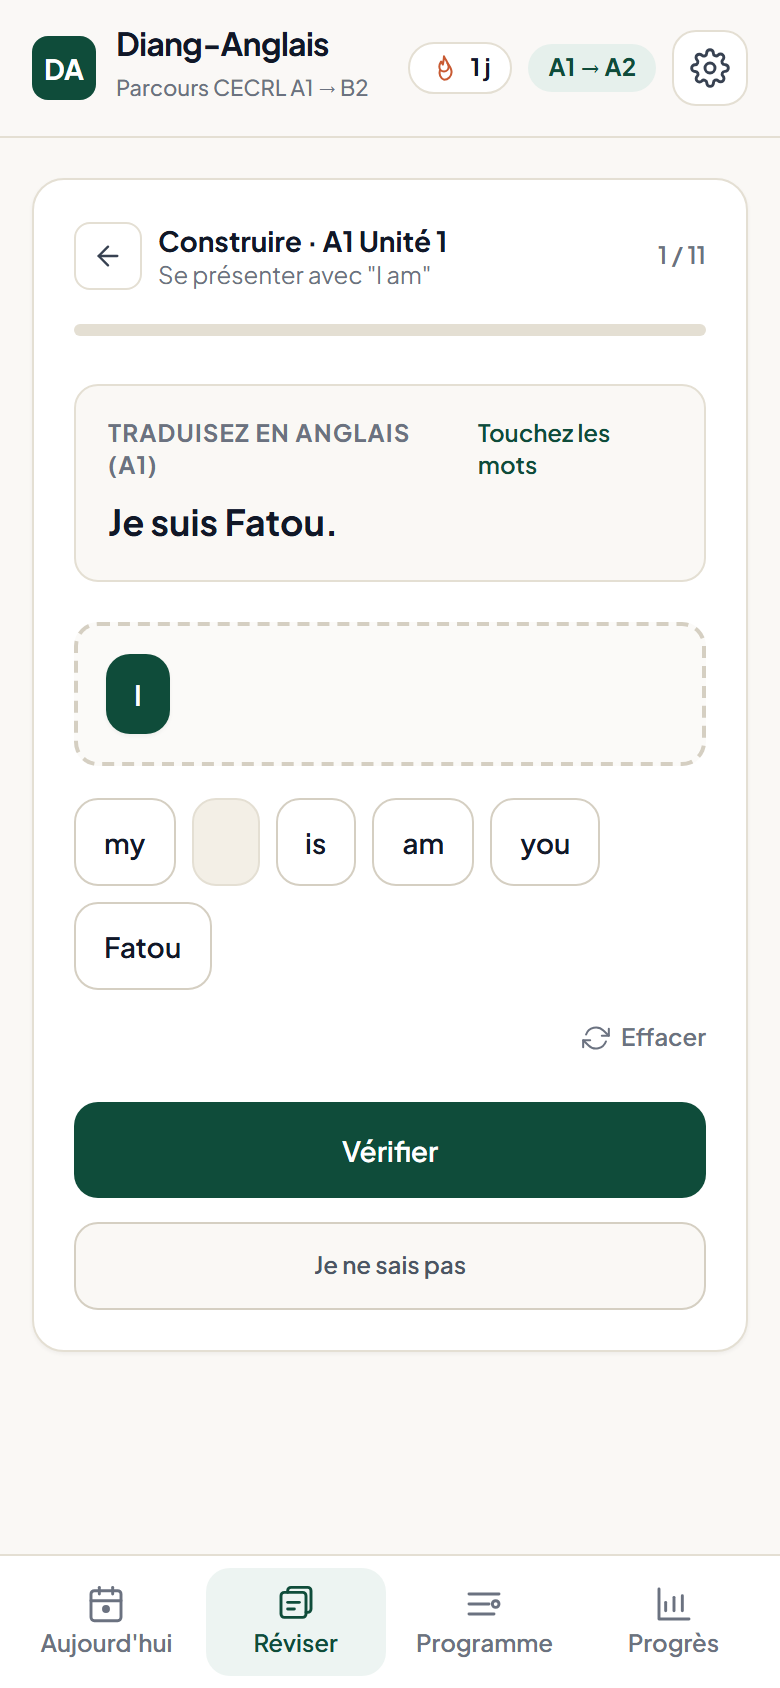 DA
Diang-Anglais
Parcours CECRL A1 → B2
1 j
A1 → A2
Construire · A1 Unité 1
Se présenter avec "I am"
1 / 11
TRADUISEZ EN ANGLAIS
(A1)
Touchez les
mots
Je suis Fatou.
I
my
is
am
you
Fatou
Effacer
Vérifier
Je ne sais pas
Aujourd'hui
Réviser
Programme
Progrès